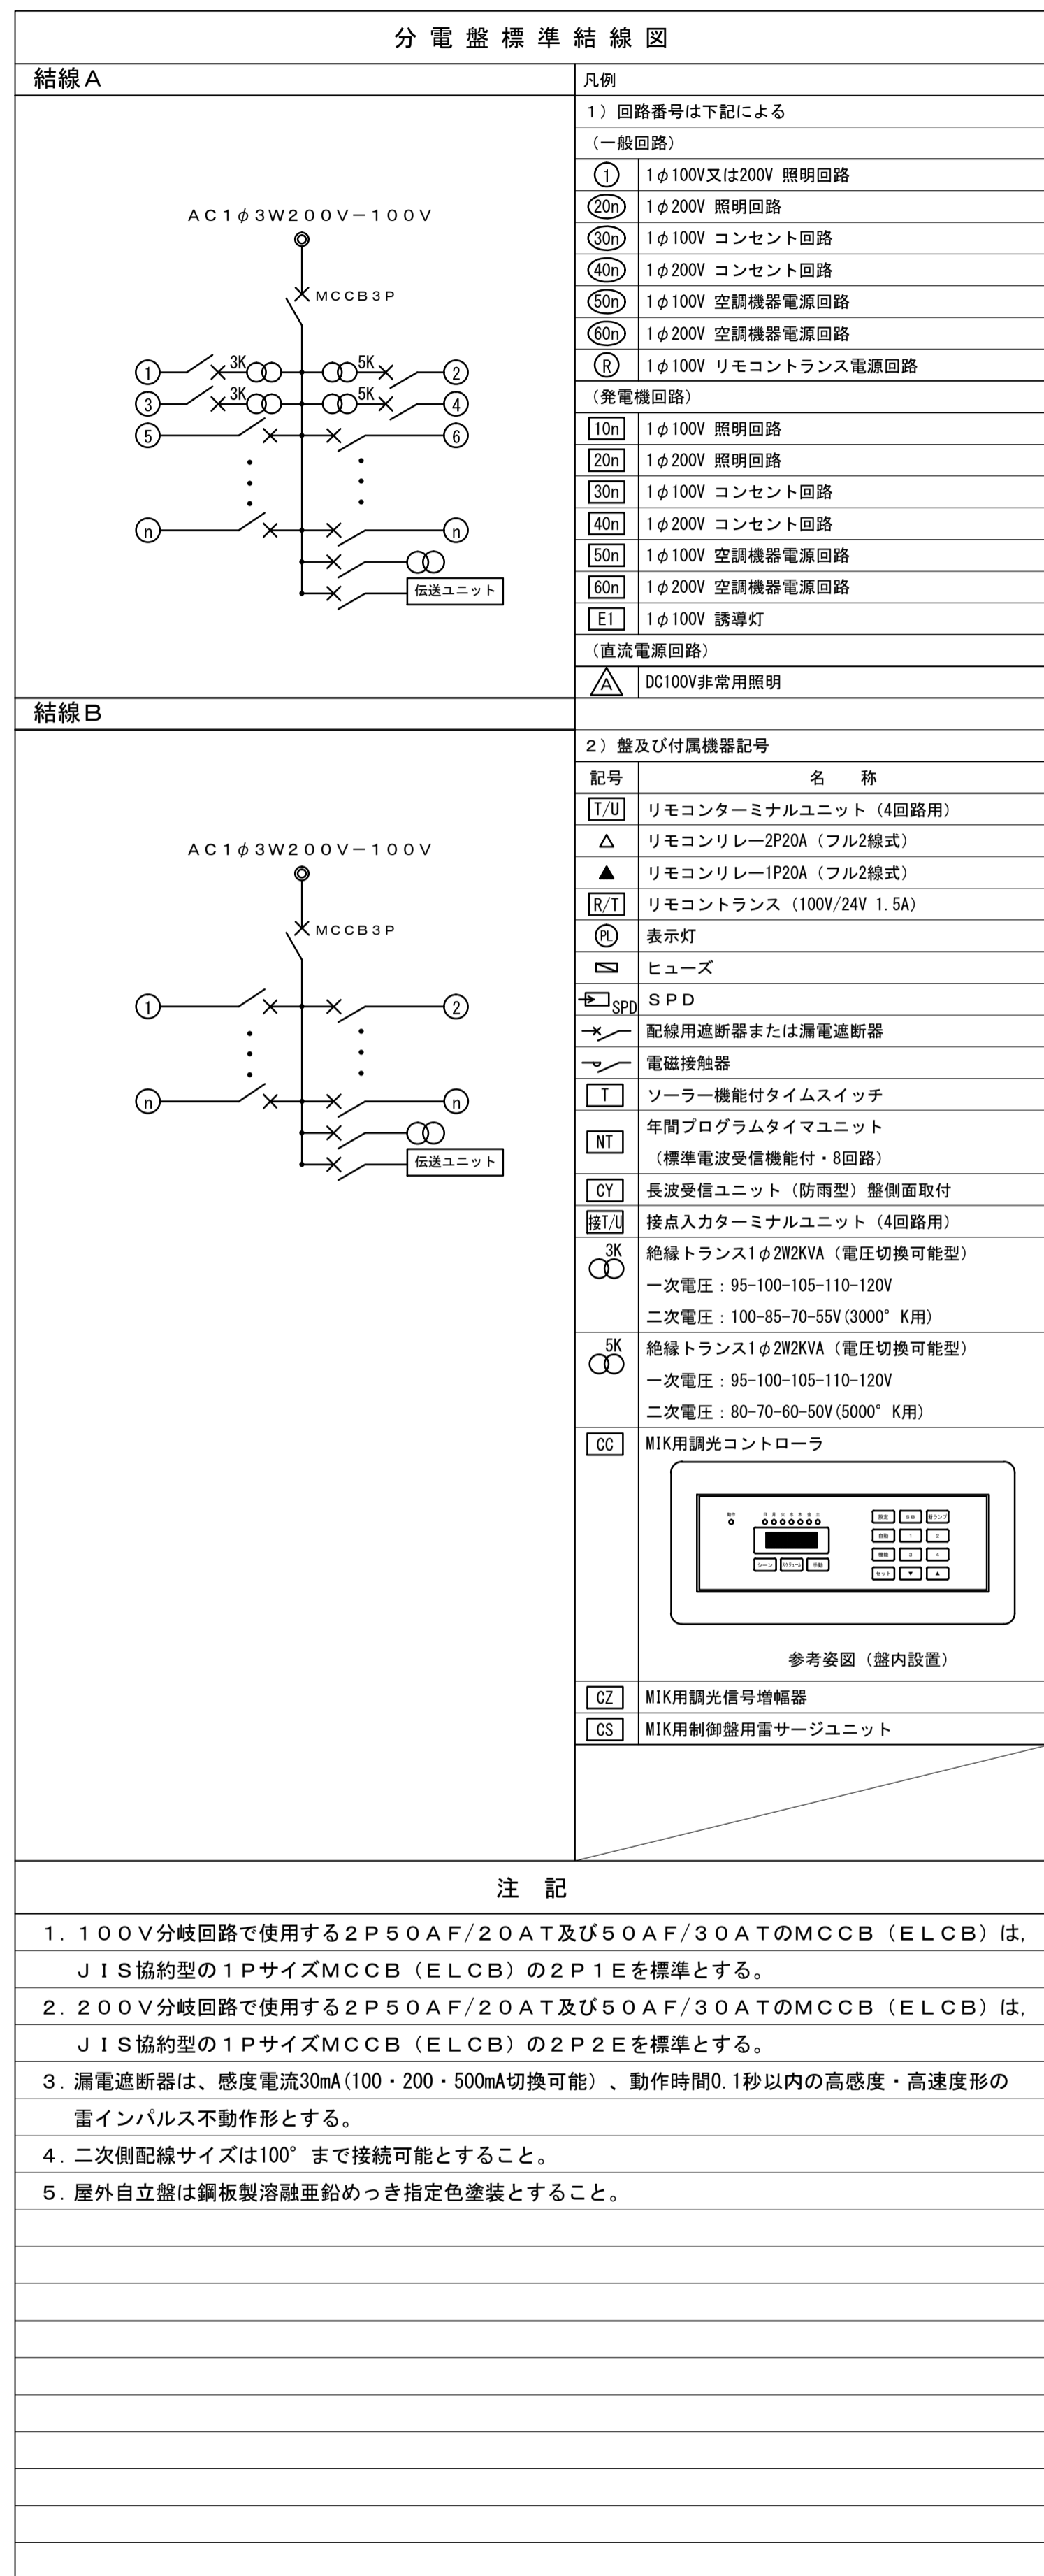 分電盤標準結線図
結線A
AC1φ3W200V-100V
MCCB3P
① 3K 5K ②
③ 3K 5K ④
⑤ ⑥
n n
伝送ユニット
凡例
1）回路番号は下記による
（一般回路）
① 1φ100V又は200V 照明回路
20n 1φ200V 照明回路
30n 1φ100V コンセント回路
40n 1φ200V コンセント回路
50n 1φ100V 空調機器電源回路
60n 1φ200V 空調機器電源回路
R 1φ100V リモコントランス電源回路
（発電機回路）
10n 1φ100V 照明回路
20n 1φ200V 照明回路
30n 1φ100V コンセント回路
40n 1φ200V コンセント回路
50n 1φ100V 空調機器電源回路
60n 1φ200V 空調機器電源回路
E1 1φ100V 誘導灯
（直流電源回路）
A DC100V非常用照明
結線B
AC1φ3W200V-100V
MCCB3P
① ②
n n
伝送ユニット
2）盤及び付属機器記号
記号 名　称
T/U リモコンターミナルユニット（4回路用）
△ リモコンリレー2P20A（フル2線式）
▲ リモコンリレー1P20A（フル2線式）
R/T リモコントランス（100V/24V 1.5A）
PL 表示灯
ヒューズ
SPD SPD
配線用遮断器または漏電遮断器
電磁接触器
T ソーラー機能付タイムスイッチ
NT 年間プログラムタイマユニット
（標準電波受信機能付・8回路）
CY 長波受信ユニット（防雨型）盤側面取付
接T/U 接点入力ターミナルユニット（4回路用）
3K 絶縁トランス1φ2W2KVA（電圧切換可能型）
一次電圧：95-100-105-110-120V
二次電圧：100-85-70-55V(3000°K用）
5K 絶縁トランス1φ2W2KVA（電圧切換可能型）
一次電圧：95-100-105-110-120V
二次電圧：80-70-60-50V(5000°K用）
CC MIK用調光コントローラ
日 月 火 水 木 金 土
シーン スケジュール 手動
設定 SB
自動 1 2
3 4
セット ▼ ▲
参考姿図（盤内設置）
CZ MIK用調光信号増幅器
CS MIK用制御盤用雷サージユニット
注　記
1. 100V分岐回路で使用する2P50AF/20AT及び50AF/30ATのMCCB（ELCB）は,
JIS協約型の1PサイズMCCB（ELCB）の2P1Eを標準とする。
2. 200V分岐回路で使用する2P50AF/20AT及び50AF/30ATのMCCB（ELCB）は,
JIS協約型の1PサイズMCCB（ELCB）の2P2Eを標準とする。
3. 漏電遮断器は、感度電流30mA(100・200・500mA切換可能）、動作時間0.1秒以内の高感度・高速度形の
雷インパルス不動作形とする。
4. 二次側配線サイズは100°まで接続可能とすること。
5. 屋外自立盤は鋼板製溶融亜鉛めっき指定色塗装とすること。